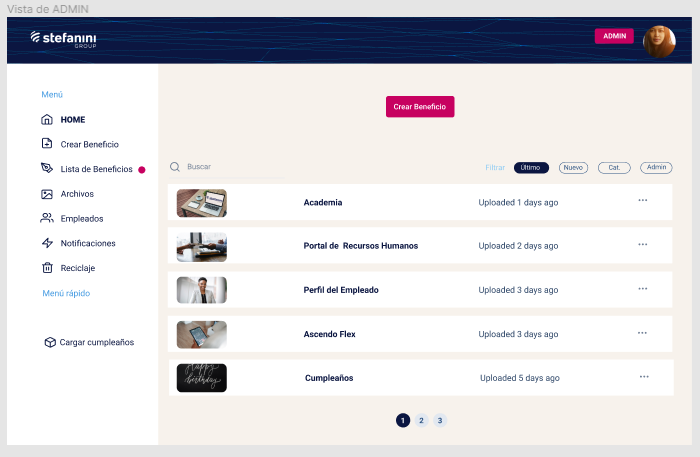 Vista de ADMIN
stefanini
GROUP
ADMIN
Menú
HOME
Crear Beneficio
Lista de Beneficios
Archivos
Empleados
Notificaciones
Reciclaje
Menú rápido
Cargar cumpleaños
Crear Beneficio
Buscar
Filtrar Último Nuevo Cat. Admin
Academia Uploaded 1 days ago ...
Portal de Recursos Humanos Uploaded 2 days ago ...
Perfil del Empleado Uploaded 3 days ago ...
Ascendo Flex Uploaded 3 days ago ...
Happy
birthday
Cumpleaños Uploaded 5 days ago ...
1 2 3